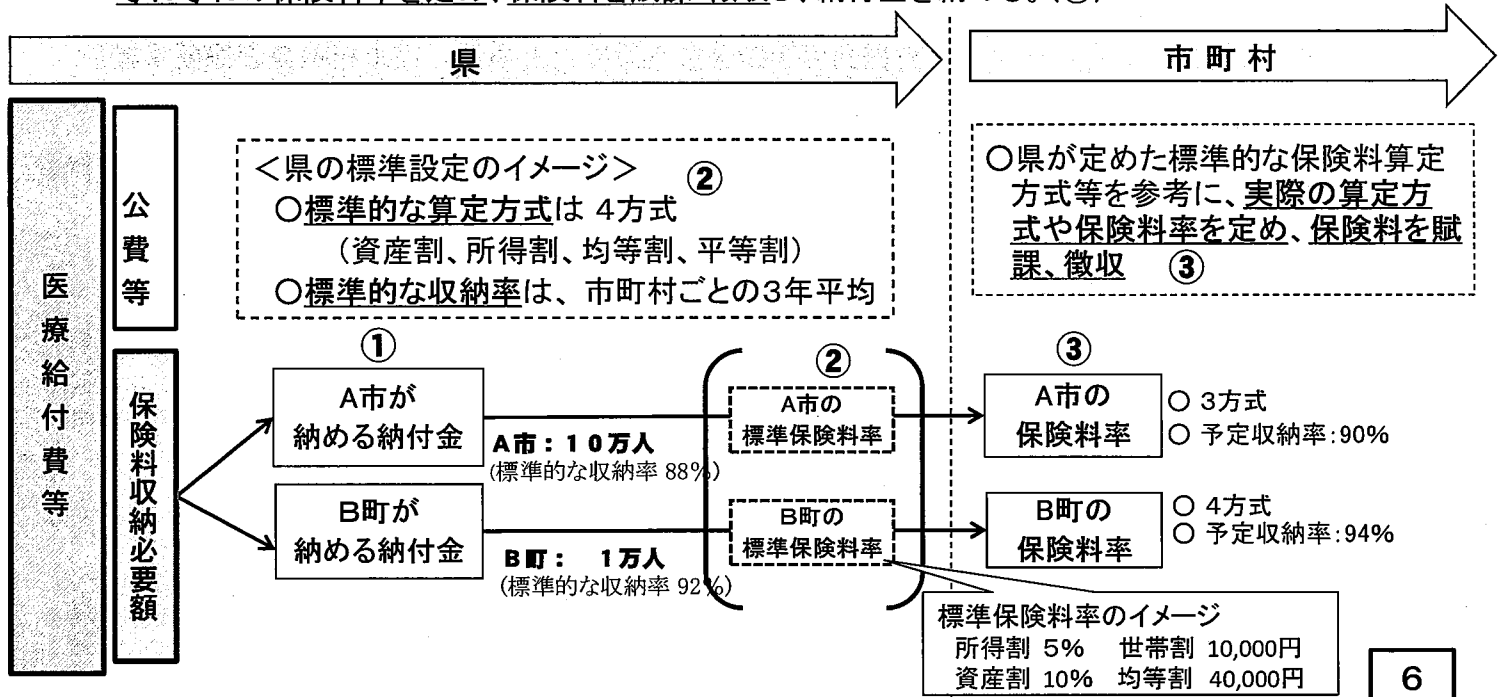 県
市町村
医療給付費等
公費等
保険料収納必要額
＜県の標準設定のイメージ＞
②
○標準的な算定方式は 4方式
（資産割、所得割、均等割、平等割）
○標準的な収納率は、市町村ごとの3年平均
○県が定めた標準的な保険料算定
方式等を参考に、実際の算定方
式や保険料率を定め、保険料を賦
課、徴収 ③
①
A市が
納める納付金
A市：10万人
(標準的な収納率 88%)
②
A市の
標準保険料率
③
A市の
保険料率
○ 3方式
○ 予定収納率:90%
B町が
納める納付金
B町： 1万人
(標準的な収納率 92%)
B町の
標準保険料率
B町の
保険料率
○ 4方式
○ 予定収納率:94%
標準保険料率のイメージ
所得割 5% 世帯割 10,000円
資産割 10% 均等割 40,000円
6